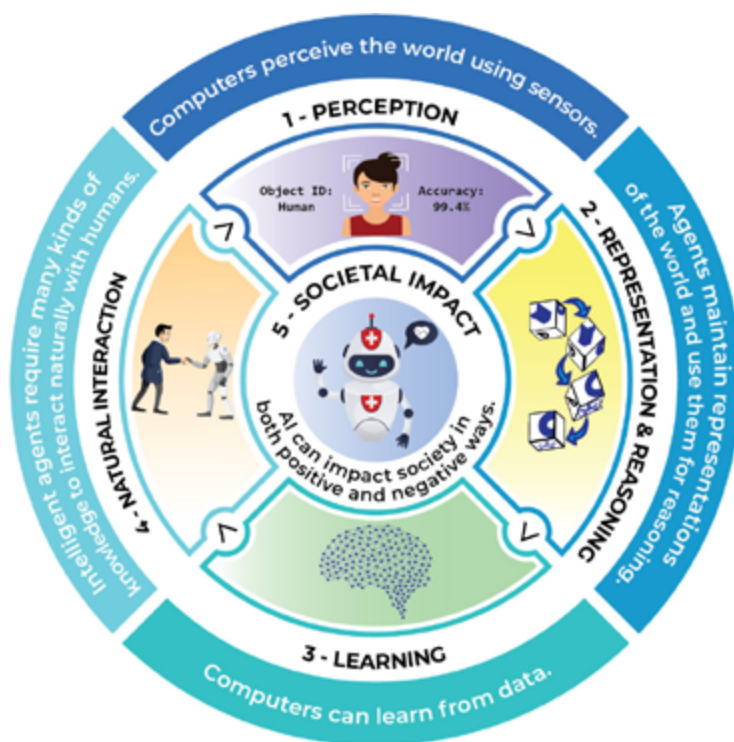 Computers perceive the world using sensors.
1 - PERCEPTION
Object ID:
Human
Accuracy:
99.4%
2 - REPRESENTATION & REASONING
Agents maintain representations
of the world and use them for reasoning.
3 - LEARNING
Computers can learn from data.
4 - NATURAL INTERACTION
Intelligent agents require many kinds of
knowledge to interact naturally with humans.
5 - SOCIETAL IMPACT
AI can impact society in
both positive and negative ways.